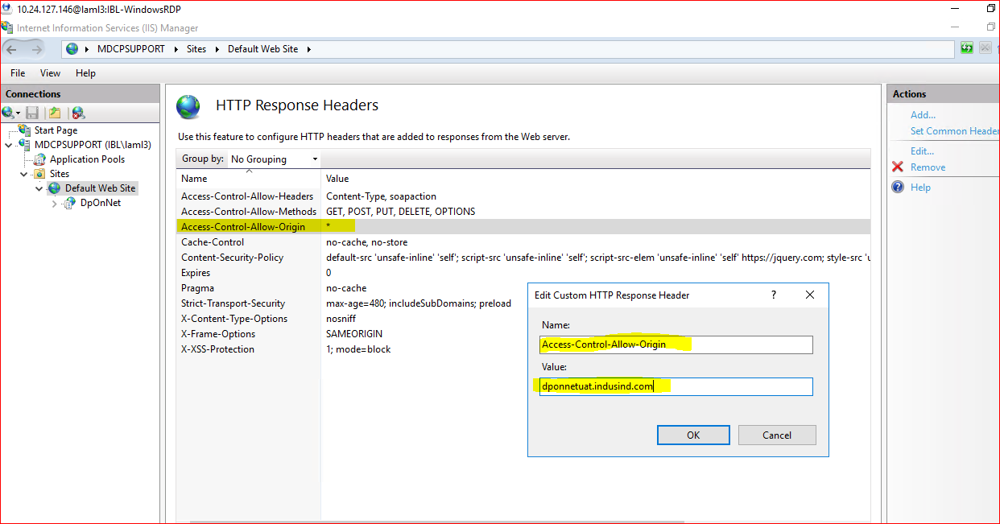 10.24.127.146@Iaml3:IBL-WindowsRDP
Internet Information Services (IIS) Manager
MDCPSUPPORT Sites Default Web Site
File View Help
Connections
Start Page
MDCPSUPPORT (IBL\Iaml3)
Application Pools
Sites
Default Web Site
DpOnNet
HTTP Response Headers
Use this feature to configure HTTP headers that are added to responses from the Web server.
Group by: No Grouping
Name Value
Access-Control-Allow-Headers Content-Type, soapaction
Access-Control-Allow-Methods GET, POST, PUT, DELETE, OPTIONS
Access-Control-Allow-Origin *
Cache-Control no-cache, no-store
Content-Security-Policy default-src 'unsafe-inline' 'self'; script-src 'unsafe-inline' 'self'; script-src-elem 'unsafe-inline' 'self' https://jquery.com; style-src 'u
Expires 0
Pragma no-cache
Strict-Transport-Security max-age=480; includeSubDomains; preload
X-Content-Type-Options nosniff
X-Frame-Options SAMEORIGIN
X-XSS-Protection 1; mode=block
Edit Custom HTTP Response Header ?
Name:
Access-Control-Allow-Origin
Value:
dponnetuat.indusind.com
OK Cancel
Actions
Add...
Set Common Header
Edit...
Remove
Help